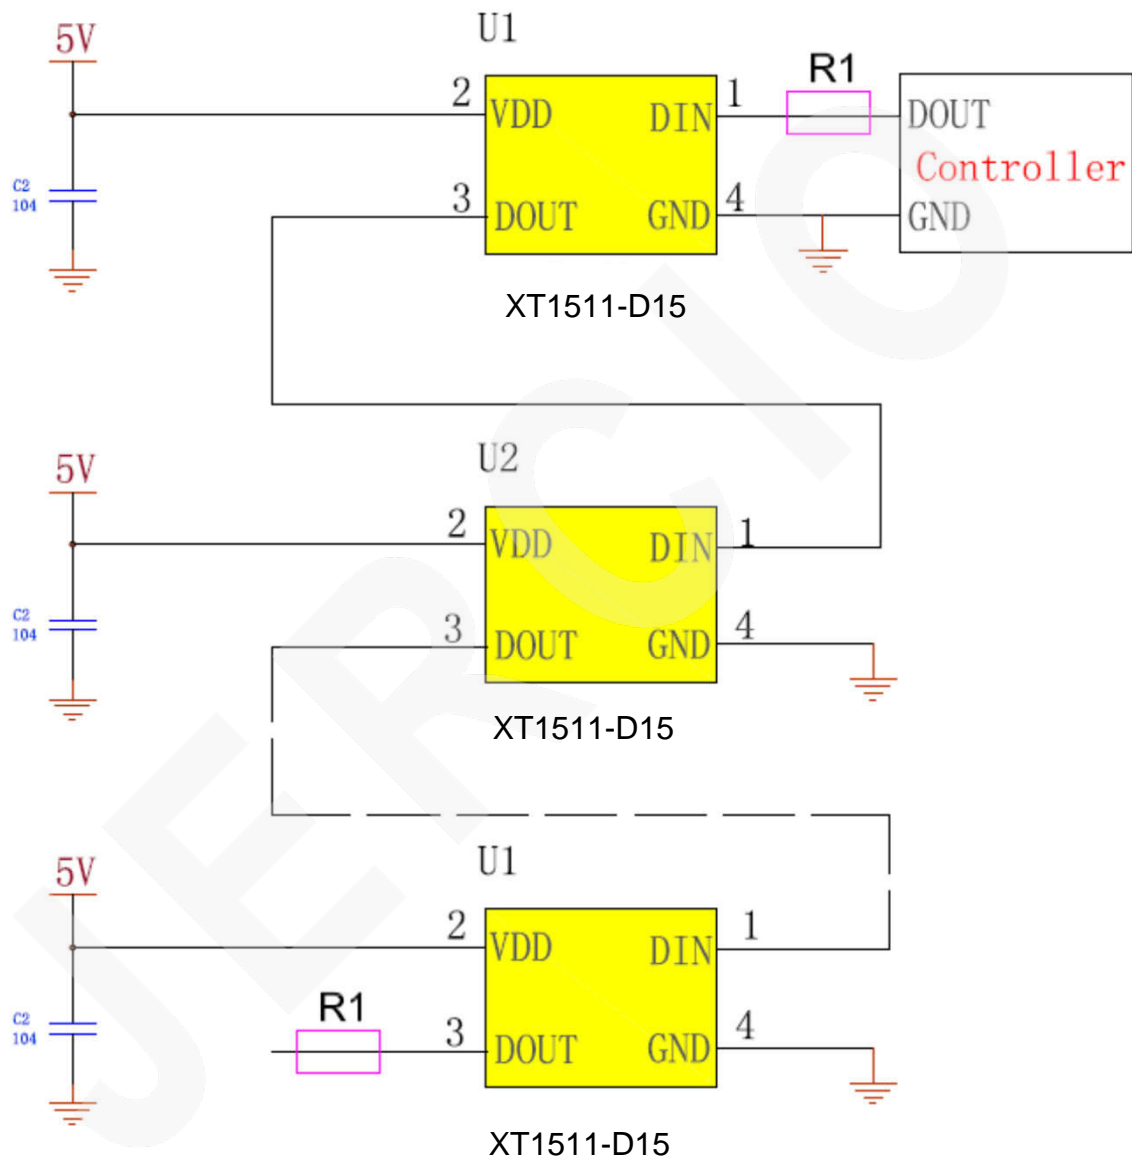 U1
5V
R1
2 VDD DIN 1
DOUT
Controller
C2
104
3 DOUT GND 4
GND
XT1511-D15
U2
5V
2 VDD DIN 1
C2
104
3 DOUT GND 4
XT1511-D15
U1
5V
2 VDD DIN 1
R1
C2
104
3 DOUT GND 4
XT1511-D15
JERCIO